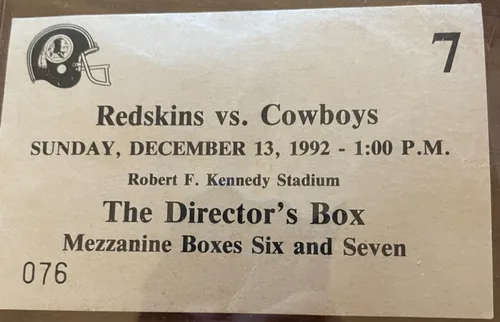 7
Redskins vs. Cowboys
SUNDAY, DECEMBER 13, 1992 - 1:00 P.M.
Robert F. Kennedy Stadium
The Director's Box
Mezzanine Boxes Six and Seven
076